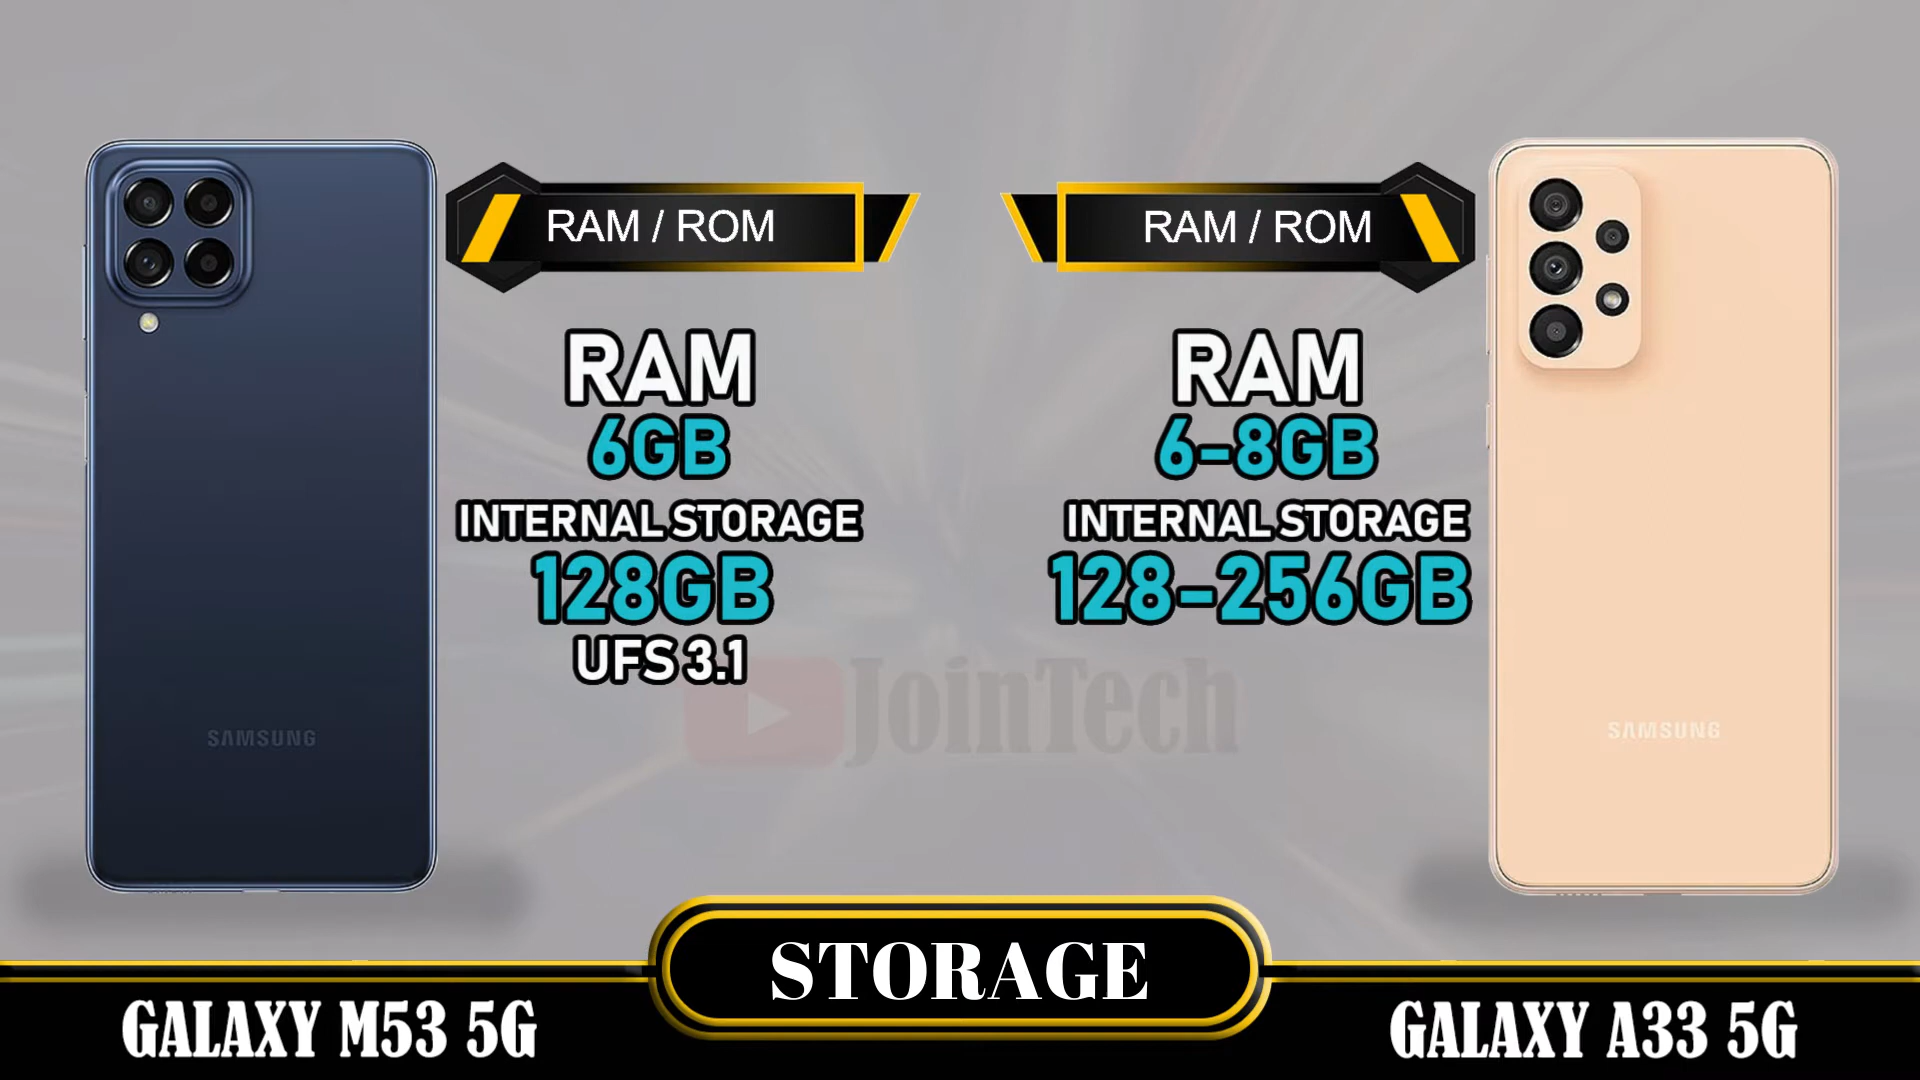 RAM / ROM
RAM
6GB
INTERNAL STORAGE
128GB
UFS 3.1
SAMSUNG
RAM / ROM
RAM
6-8GB
INTERNAL STORAGE
128-256GB
SAMSUNG
JoinTech
STORAGE
GALAXY M53 5G
GALAXY A33 5G